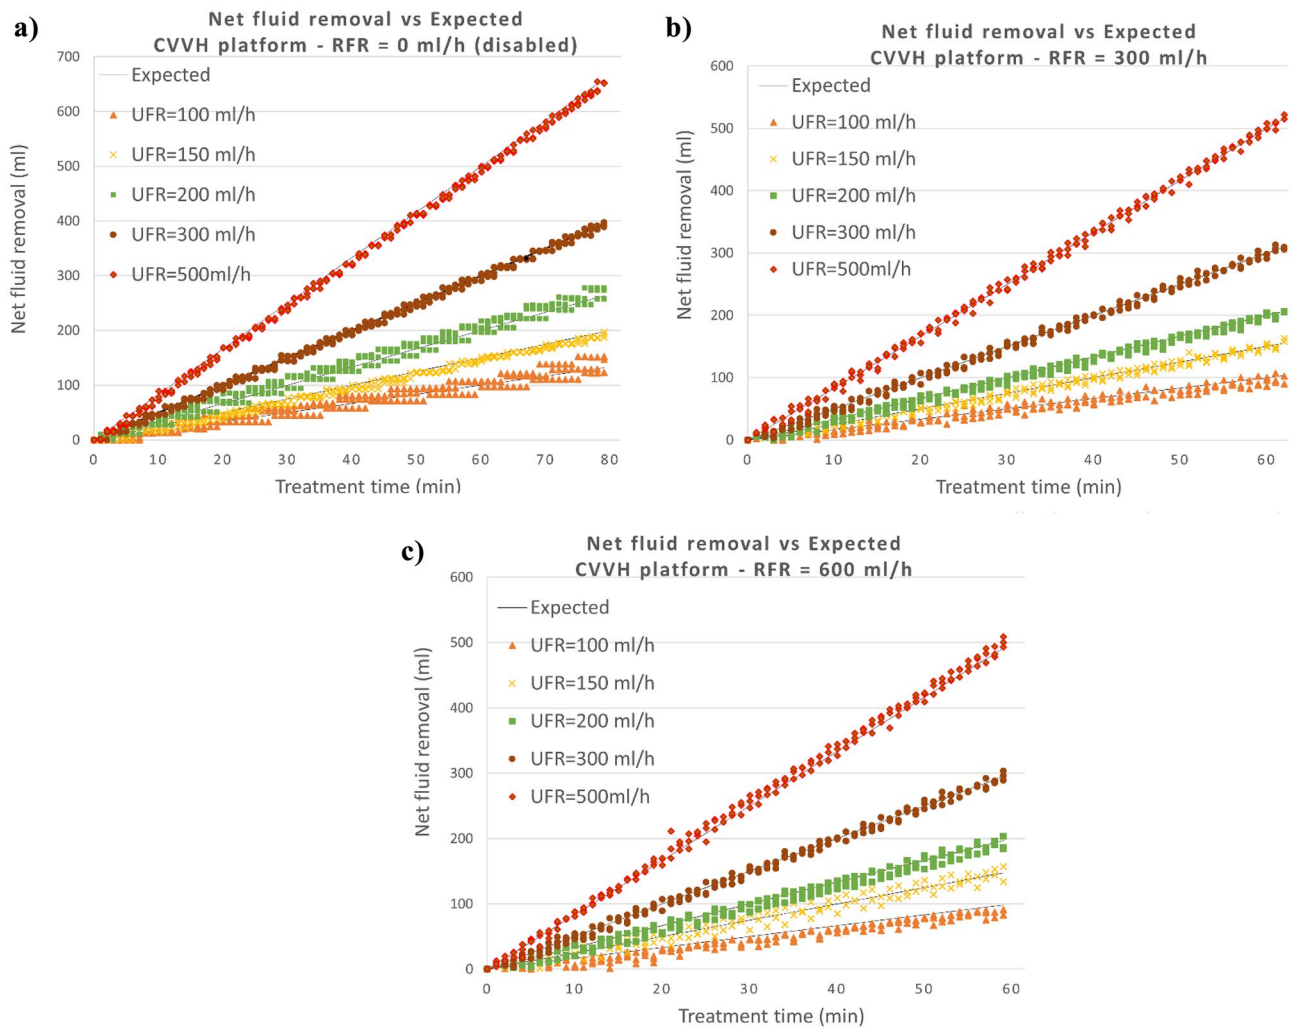 a)
Net fluid removal vs Expected
CVVH platform - RFR = 0 ml/h (disabled)
700
600
500
400
300
200
100
0
Net fluid removal (ml)
Expected
UFR=100 ml/h
UFR=150 ml/h
UFR=200 ml/h
UFR=300 ml/h
UFR=500ml/h
0 10 20 30 40 50 60 70 80
Treatment time (min)
b)
Net fluid removal vs Expected
CVVH platform - RFR = 300 ml/h
600
500
400
300
200
100
0
Net fluid removal (ml)
Expected
UFR=100 ml/h
UFR=150 ml/h
UFR=200 ml/h
UFR=300 ml/h
UFR=500ml/h
0 10 20 30 40 50 60
Treatment time (min)
c)
Net fluid removal vs Expected
CVVH platform - RFR = 600 ml/h
600
500
400
300
200
100
0
Net fluid removal (ml)
Expected
UFR=100 ml/h
UFR=150 ml/h
UFR=200 ml/h
UFR=300 ml/h
UFR=500ml/h
0 10 20 30 40 50 60
Treatment time (min)